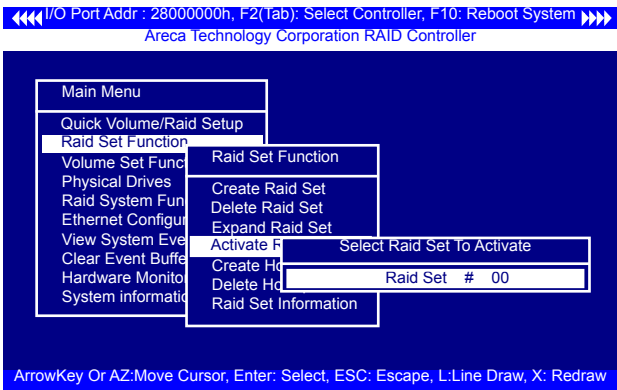 I/O Port Addr : 28000000h, F2(Tab): Select Controller, F10: Reboot System
Areca Technology Corporation RAID Controller
Main Menu
Quick Volume/Raid Setup
Raid Set Function
Volume Set Func
Physical Drives
Raid System Fun
Ethernet Configur
View System Eve
Clear Event Buffe
Hardware Monito
System informatio
Raid Set Function
Create Raid Set
Delete Raid Set
Expand Raid Set
Activate R
Create Ho
Delete Ho
Raid Set Information
Select Raid Set To Activate
Raid Set # 00
ArrowKey Or AZ:Move Cursor, Enter: Select, ESC: Escape, L:Line Draw, X: Redraw